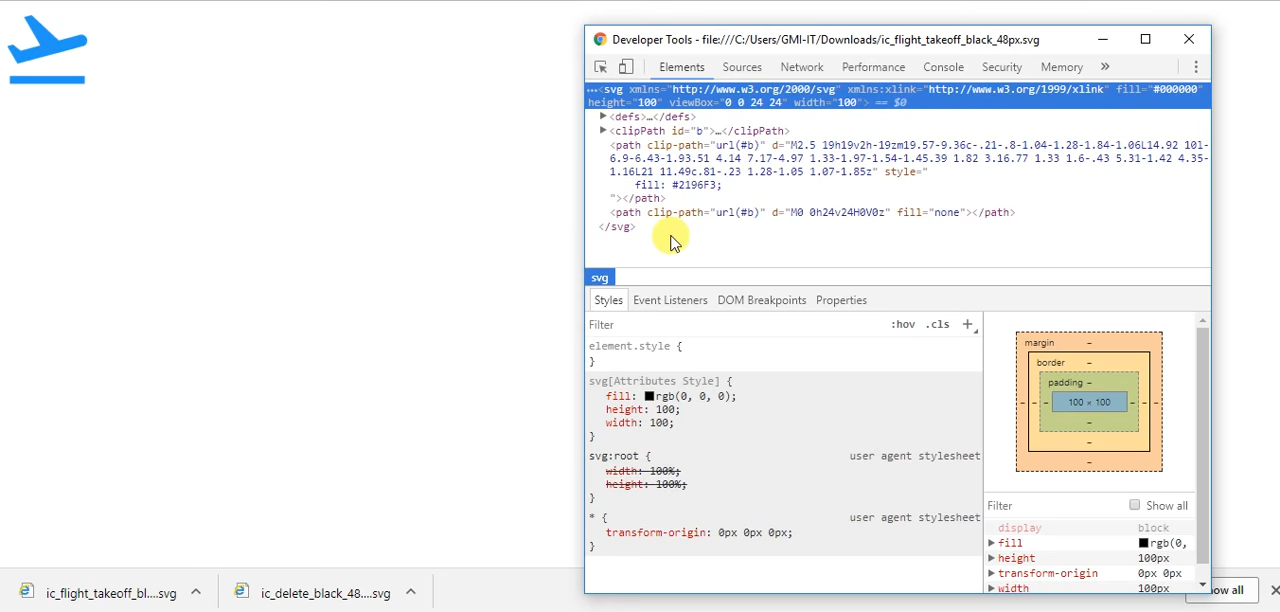 Developer Tools - file:///C:/Users/GMI-IT/Downloads/ic_flight_takeoff_black_48px.svg
Elements Sources Network Performance Console Security Memory »
…<svg xmlns="http://www.w3.org/2000/svg" xmlns:xlink="http://www.w3.org/1999/xlink" fill="#000000"
height="100" viewBox="0 0 24 24" width="100"> == $0
<defs>…</defs>
<clipPath id="b">…</clipPath>
<path clip-path="url(#b)" d="M2.5 19h19v2h-19zm19.57-9.36c-.21-.8-1.04-1.28-1.84-1.06L14.92 10l-
6.9-6.43-1.93.51 4.14 7.17-4.97 1.33-1.97-1.54-1.45.39 1.82 3.16.77 1.33 1.6-.43 5.31-1.42 4.35-
1.16L21 11.49c.81-.23 1.28-1.05 1.07-1.85z" style="
fill: #2196F3;
"></path>
<path clip-path="url(#b)" d="M0 0h24v24H0V0z" fill="none"></path>
</svg>
svg
Styles Event Listeners DOM Breakpoints Properties
Filter :hov .cls +
element.style {
}
svg[Attributes Style] {
fill: rgb(0, 0, 0);
height: 100;
width: 100;
}
svg:root { user agent stylesheet
width: 100%;
height: 100%;
}
* { user agent stylesheet
transform-origin: 0px 0px 0px;
}
margin –
border –
padding –
– – – 100 × 100 – – –
–
–
–
Filter Show all
display block
fill rgb(0,
height 100px
transform-origin 0px 0px
width 100px
ic_flight_takeoff_bl....svg ic_delete_black_48....svg ow all